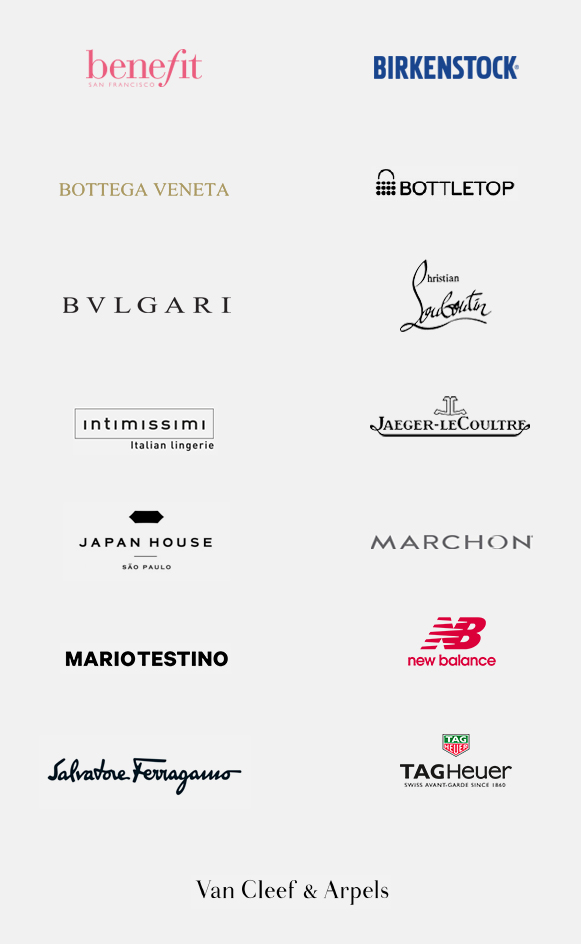 benefit
SAN FRANCISCO
BIRKENSTOCK®
BOTTEGA VENETA
BOTTLETOP
BVLGARI
Christian
Louboutin
intimissimi
Italian lingerie
JAEGER-LECOULTRE
JAPAN HOUSE
SÃO PAULO
MARCHON
MARIOTESTINO
NB
new balance
Salvatore Ferragamo
TAG
HEUER
TAGHeuer
SWISS AVANT-GARDE SINCE 1860
Van Cleef & Arpels